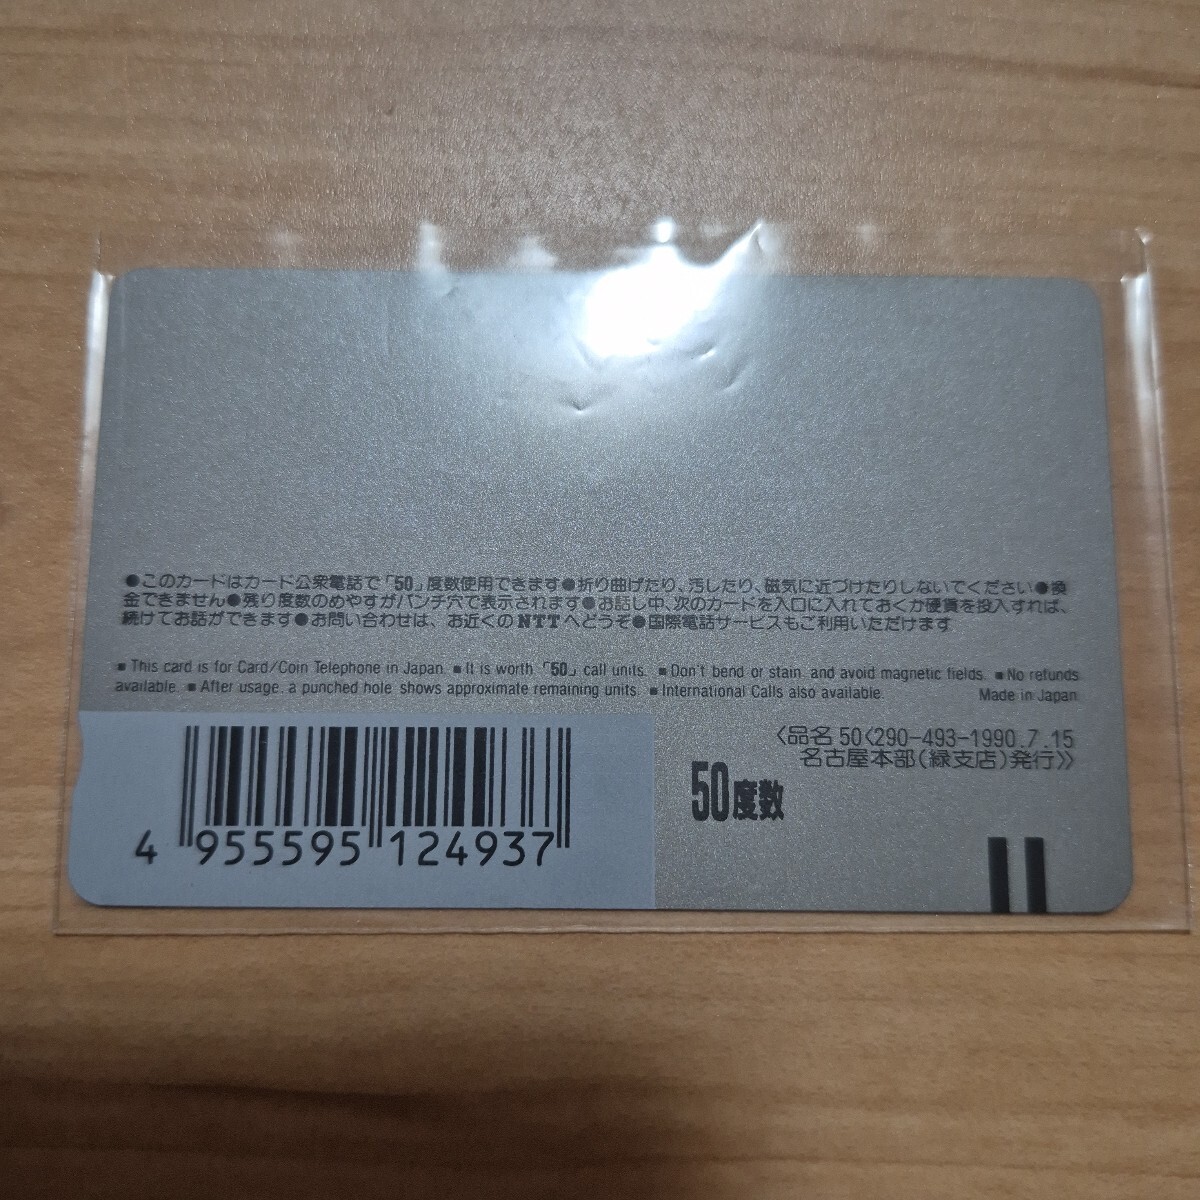 ●このカードはカード公衆電話で「50」度数使用できます●折り曲げたり、汚したり、磁気に近づけたりしないでください●換
金できません●残り度数のめやすがパンチ穴で表示されます●お話し中、次のカードを入口に入れておくか硬貨を投入すれば、
続けてお話ができます●お問い合わせは、お近くのNTTへどうぞ●国際電話サービスもご利用いただけます
■ This card is for Card/Coin Telephone in Japan. ■ It is worth「50」call units. ■ Don't bend or stain, and avoid magnetic fields. ■ No refunds
available. ■ After usage, a punched hole shows approximate remaining units. ■ International Calls also available. Made in Japan.
〈品名 50〈290-493-1990.7.15
名古屋本部(緑支店)発行》
50度数
4 955595 124937